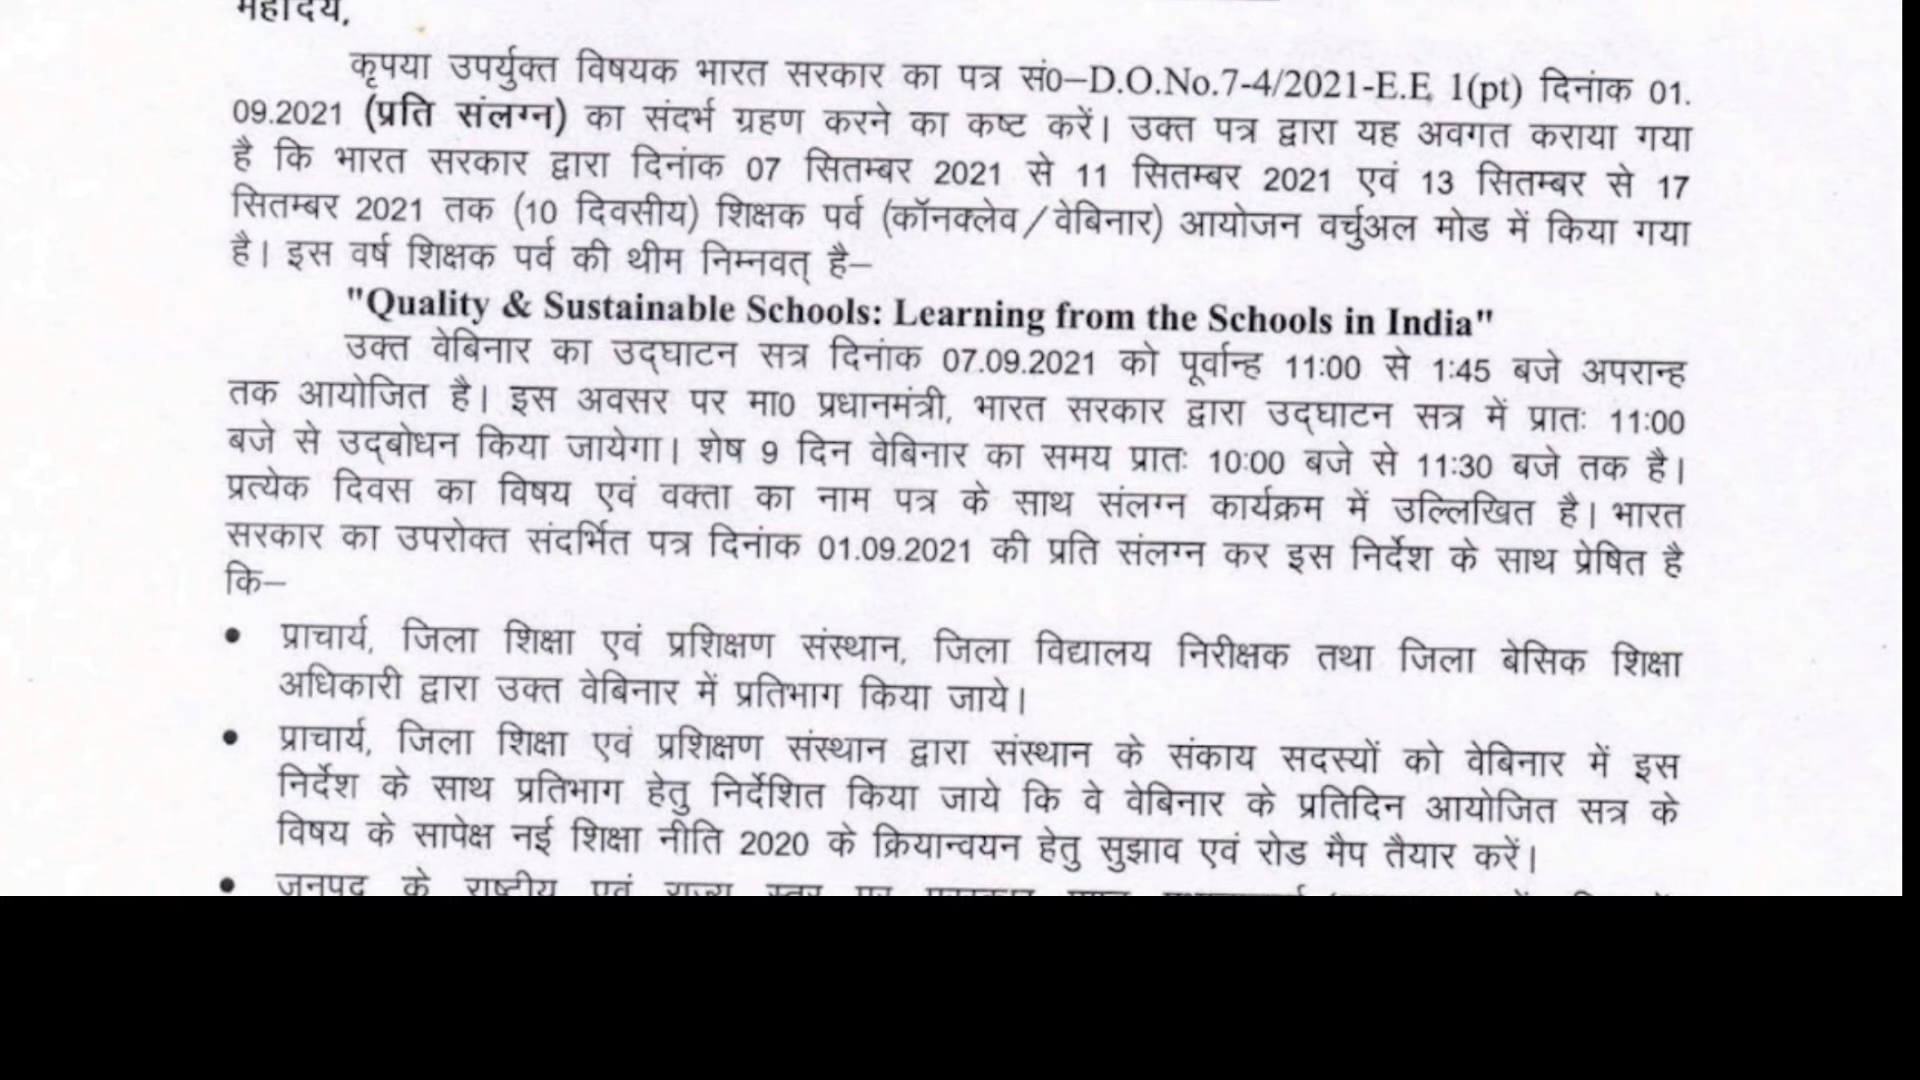 महोदय,
कृपया उपर्युक्त विषयक भारत सरकार का पत्र सं0–D.O.No.7-4/2021-E.E 1(pt) दिनांक 01.
09.2021 (प्रति संलग्न) का संदर्भ ग्रहण करने का कष्ट करें। उक्त पत्र द्वारा यह अवगत कराया गया
है कि भारत सरकार द्वारा दिनांक 07 सितम्बर 2021 से 11 सितम्बर 2021 एवं 13 सितम्बर से 17
सितम्बर 2021 तक (10 दिवसीय) शिक्षक पर्व (कॉनक्लेव/वेबिनार) आयोजन वर्चुअल मोड में किया गया
है। इस वर्ष शिक्षक पर्व की थीम निम्नवत् है–
"Quality & Sustainable Schools: Learning from the Schools in India"
उक्त वेबिनार का उद्घाटन सत्र दिनांक 07.09.2021 को पूर्वान्ह 11:00 से 1:45 बजे अपरान्ह
तक आयोजित है। इस अवसर पर मा0 प्रधानमंत्री, भारत सरकार द्वारा उद्घाटन सत्र में प्रातः 11:00
बजे से उद्बोधन किया जायेगा। शेष 9 दिन वेबिनार का समय प्रातः 10:00 बजे से 11:30 बजे तक है।
प्रत्येक दिवस का विषय एवं वक्ता का नाम पत्र के साथ संलग्न कार्यक्रम में उल्लिखित है। भारत
सरकार का उपरोक्त संदर्भित पत्र दिनांक 01.09.2021 की प्रति संलग्न कर इस निर्देश के साथ प्रेषित है
कि–
• प्राचार्य, जिला शिक्षा एवं प्रशिक्षण संस्थान, जिला विद्यालय निरीक्षक तथा जिला बेसिक शिक्षा
अधिकारी द्वारा उक्त वेबिनार में प्रतिभाग किया जाये।
• प्राचार्य, जिला शिक्षा एवं प्रशिक्षण संस्थान द्वारा संस्थान के संकाय सदस्यों को वेबिनार में इस
निर्देश के साथ प्रतिभाग हेतु निर्देशित किया जाये कि वे वेबिनार के प्रतिदिन आयोजित सत्र के
विषय के सापेक्ष नई शिक्षा नीति 2020 के क्रियान्वयन हेतु सुझाव एवं रोड मैप तैयार करें।
• जनपद के राष्ट्रीय एवं राज्य स्तर पर